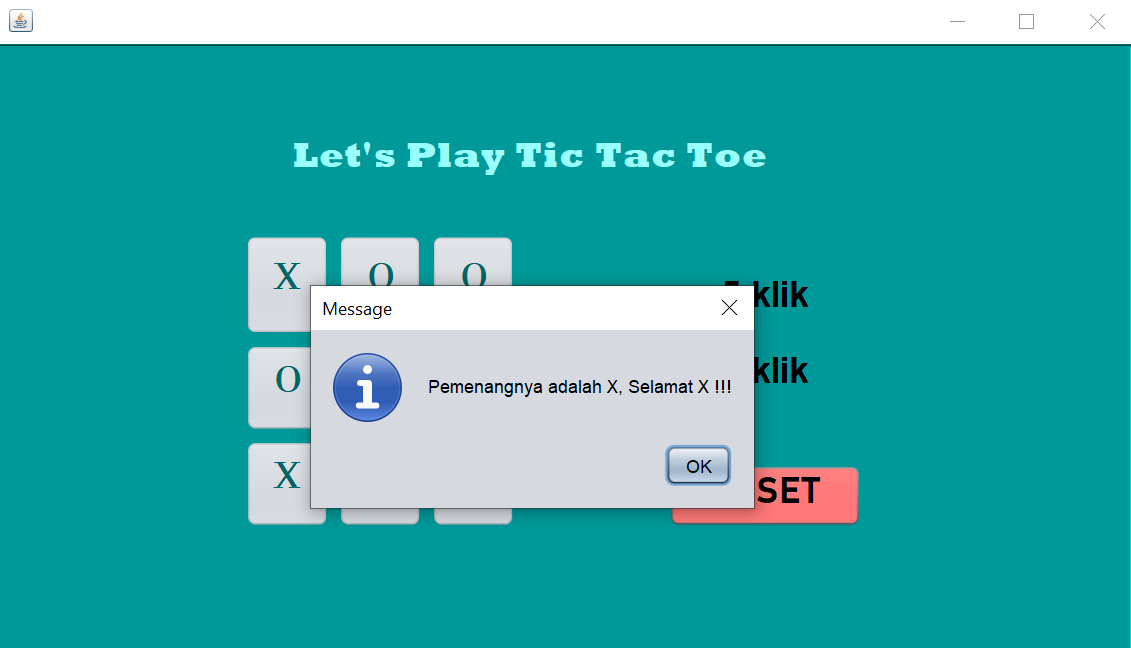 Let's Play Tic Tac Toe
X O O
klik
Message
Pemenangnya adalah X, Selamat X !!!
klik
O
OK
X
SET